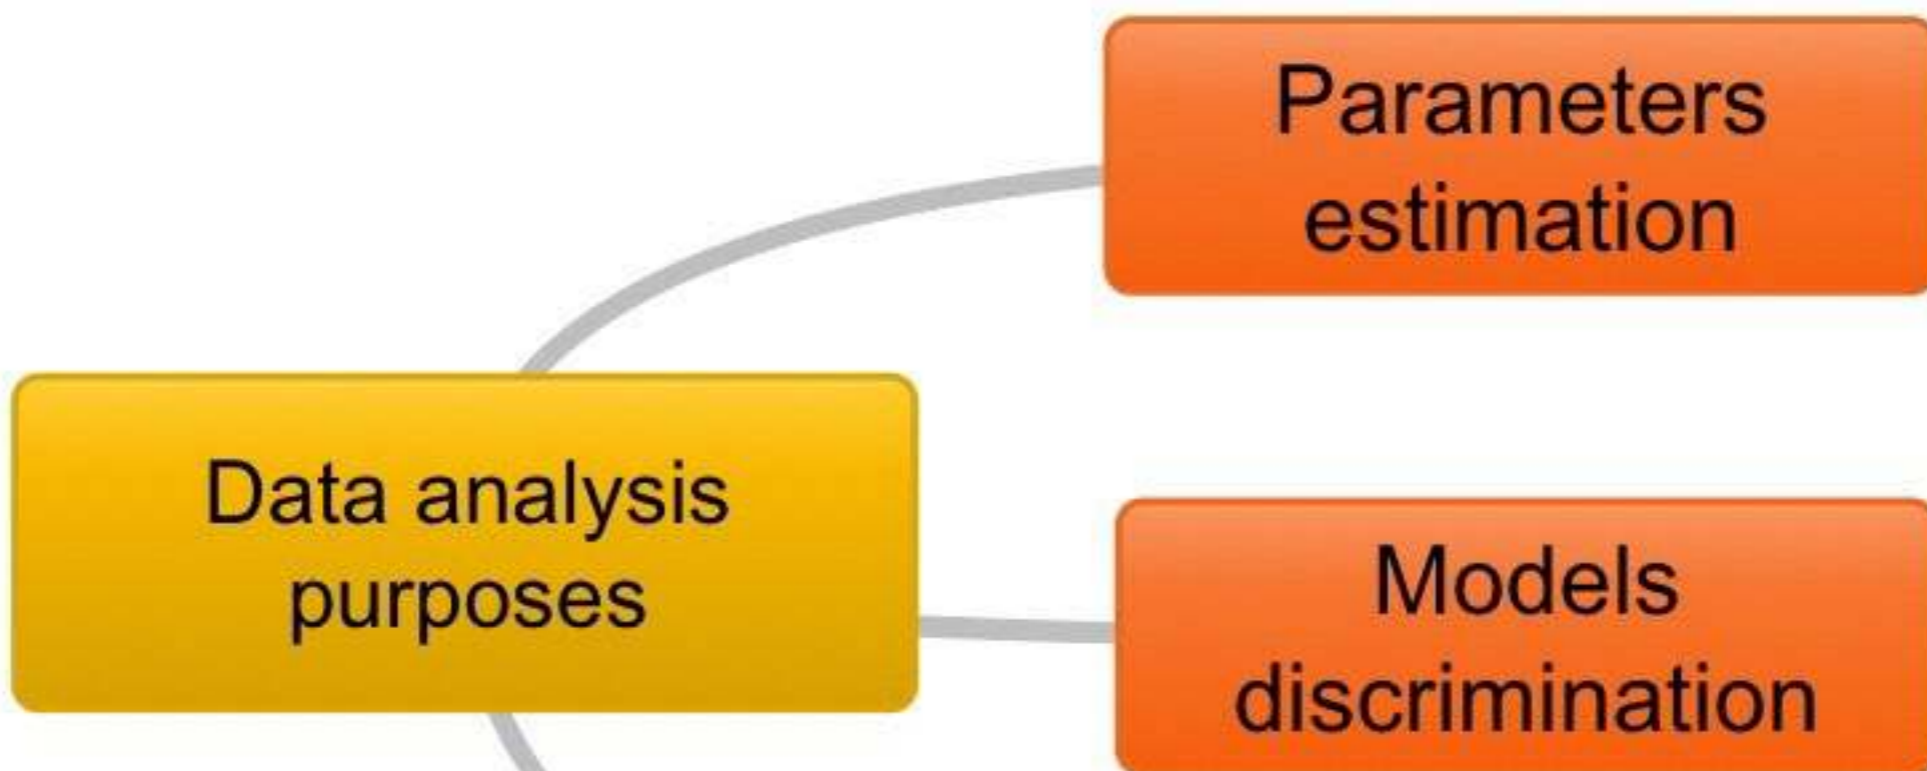 Parameters
estimation
Data analysis
purposes
Models
discrimination